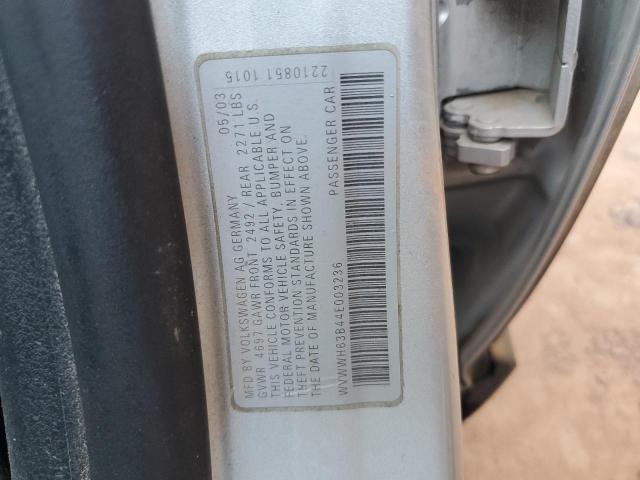 MFD BY VOLKSWAGEN AG GERMANY 05/03
GVWR 4697 GAWR FRONT 2492 / REAR 2271 LBS
THIS VEHICLE CONFORMS TO ALL APPLICABLE U.S.
FEDERAL MOTOR VEHICLE SAFETY, BUMPER AND
THEFT PREVENTION STANDARDS IN EFFECT ON
THE DATE OF MANUFACTURE SHOWN ABOVE.
WVWWH63B44E003236 PASSENGER CAR
2210851 1015